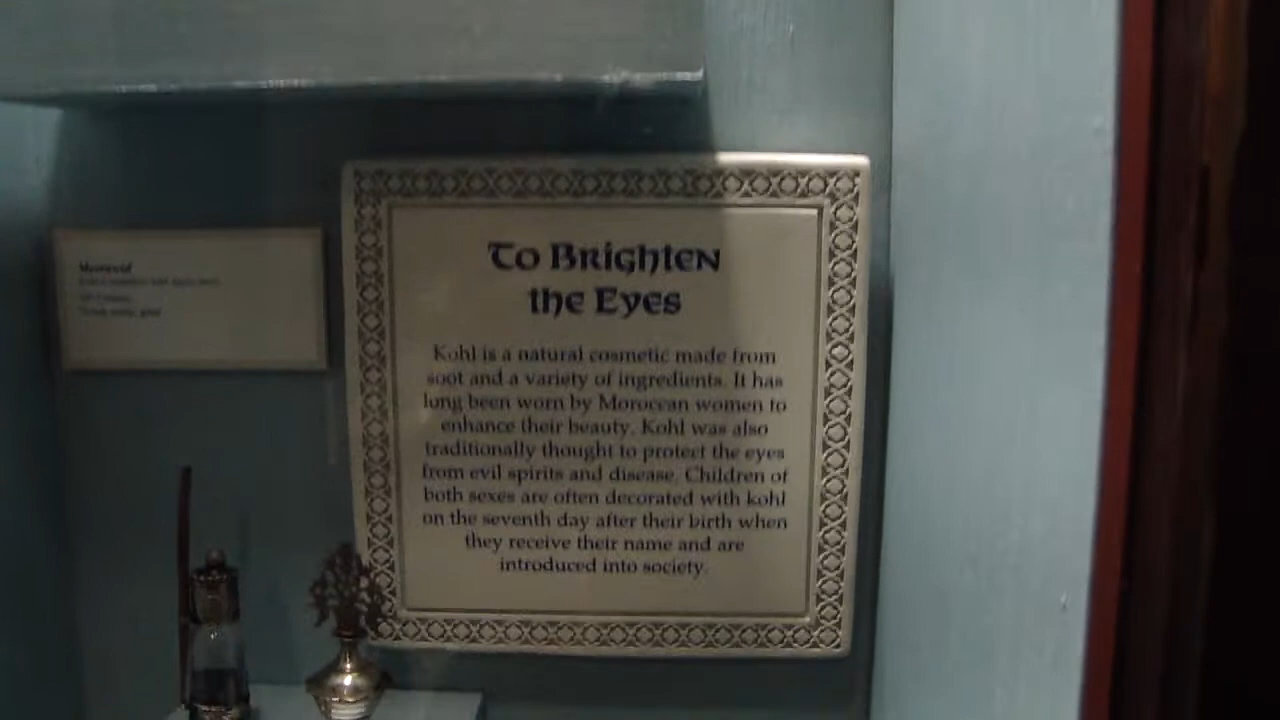 To Brighten
the Eyes
Kohl is a natural cosmetic made from
soot and a variety of ingredients. It has
long been worn by Moroccan women to
enhance their beauty. Kohl was also
traditionally thought to protect the eyes
from evil spirits and disease. Children of
both sexes are often decorated with kohl
on the seventh day after their birth when
they receive their name and are
introduced into society.